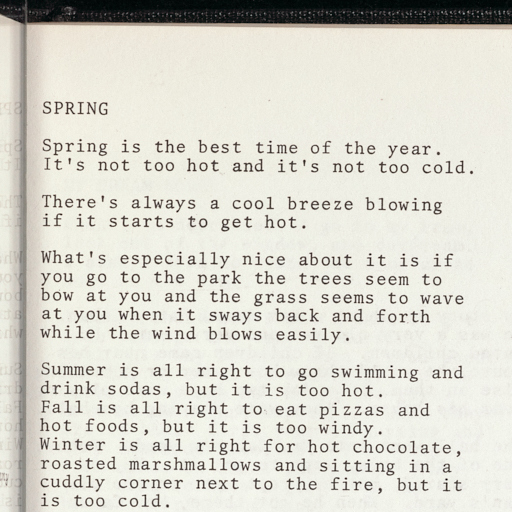 SPRING
Spring is the best time of the year.
It's not too hot and it's not too cold.
There's always a cool breeze blowing
if it starts to get hot.
What's especially nice about it is if
you go to the park the trees seem to
bow at you and the grass seems to wave
at you when it sways back and forth
while the wind blows easily.
Summer is all right to go swimming and
drink sodas, but it is too hot.
Fall is all right to eat pizzas and
hot foods, but it is too windy.
Winter is all right for hot chocolate,
roasted marshmallows and sitting in a
cuddly corner next to the fire, but it
is too cold.